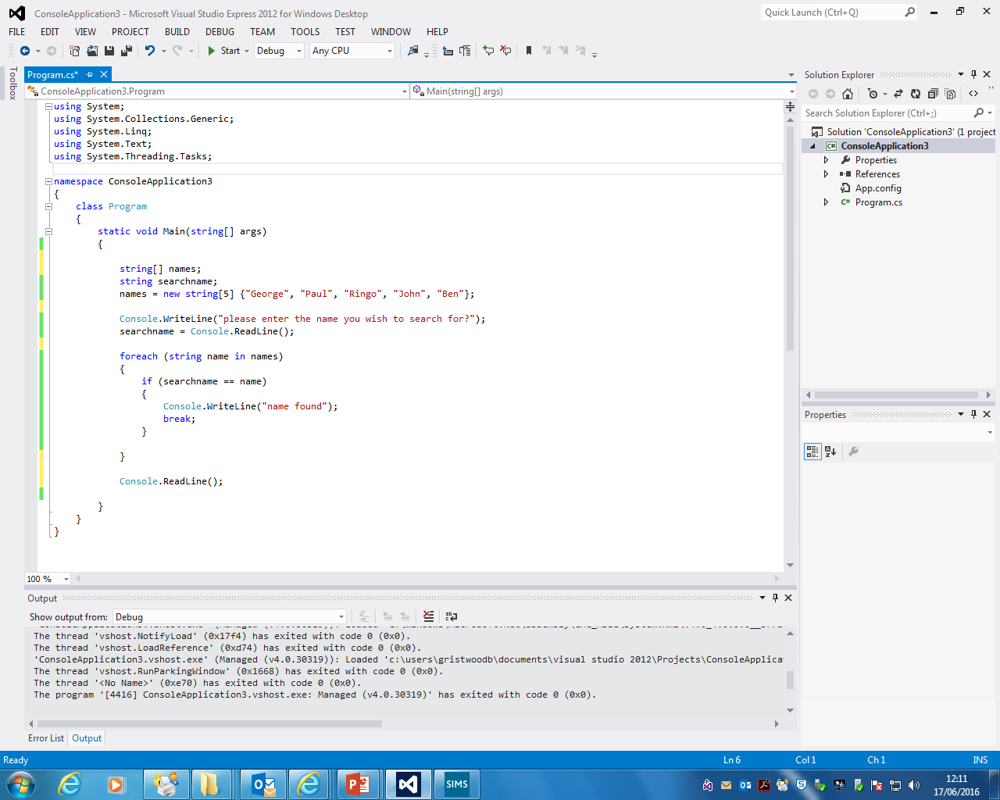 ConsoleApplication3 - Microsoft Visual Studio Express 2012 for Windows Desktop
Quick Launch (Ctrl+Q)
FILE EDIT VIEW PROJECT BUILD DEBUG TEAM TOOLS TEST WINDOW HELP
Start Debug Any CPU
Toolbox
Program.cs*
ConsoleApplication3.Program Main(string[] args)
using System;
using System.Collections.Generic;
using System.Linq;
using System.Text;
using System.Threading.Tasks;
namespace ConsoleApplication3
{
class Program
{
static void Main(string[] args)
{
string[] names;
string searchname;
names = new string[5] {"George", "Paul", "Ringo", "John", "Ben"};
Console.WriteLine("please enter the name you wish to search for?");
searchname = Console.ReadLine();
foreach (string name in names)
{
if (searchname == name)
{
Console.WriteLine("name found");
break;
}
}
Console.ReadLine();
}
}
}
100 %
Solution Explorer
Search Solution Explorer (Ctrl+;)
Solution 'ConsoleApplication3' (1 project
C# ConsoleApplication3
Properties
References
App.config
C# Program.cs
Properties
Output
Show output from: Debug
The thread 'vshost.NotifyLoad' (0x17f4) has exited with code 0 (0x0).
The thread 'vshost.LoadReference' (0xd74) has exited with code 0 (0x0).
'ConsoleApplication3.vshost.exe' (Managed (v4.0.30319)): Loaded 'c:\users\gristwoodb\documents\visual studio 2012\Projects\ConsoleApplicat
The thread 'vshost.RunParkingWindow' (0x1668) has exited with code 0 (0x0).
The thread '<No Name>' (0xe70) has exited with code 0 (0x0).
The program '[4416] ConsoleApplication3.vshost.exe: Managed (v4.0.30319)' has exited with code 0 (0x0).
Error List Output
Ready Ln 6 Col 1 Ch 1 INS
SIMS
12:11
17/06/2016